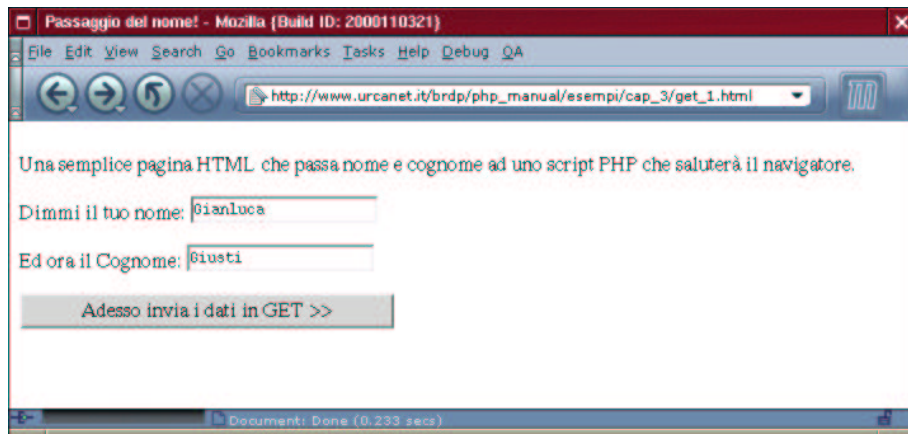 Passaggio del nome! - Mozilla {Build ID: 2000110321}
File Edit View Search Go Bookmarks Tasks Help Debug QA
http://www.urcanet.it/brdp/php_manual/esempi/cap_3/get_1.html
Una semplice pagina HTML che passa nome e cognome ad uno script PHP che saluterà il navigatore.
Dimmi il tuo nome: Gianluca
Ed ora il Cognome: Giusti
Adesso invia i dati in GET >>
Document: Done (0.233 secs)